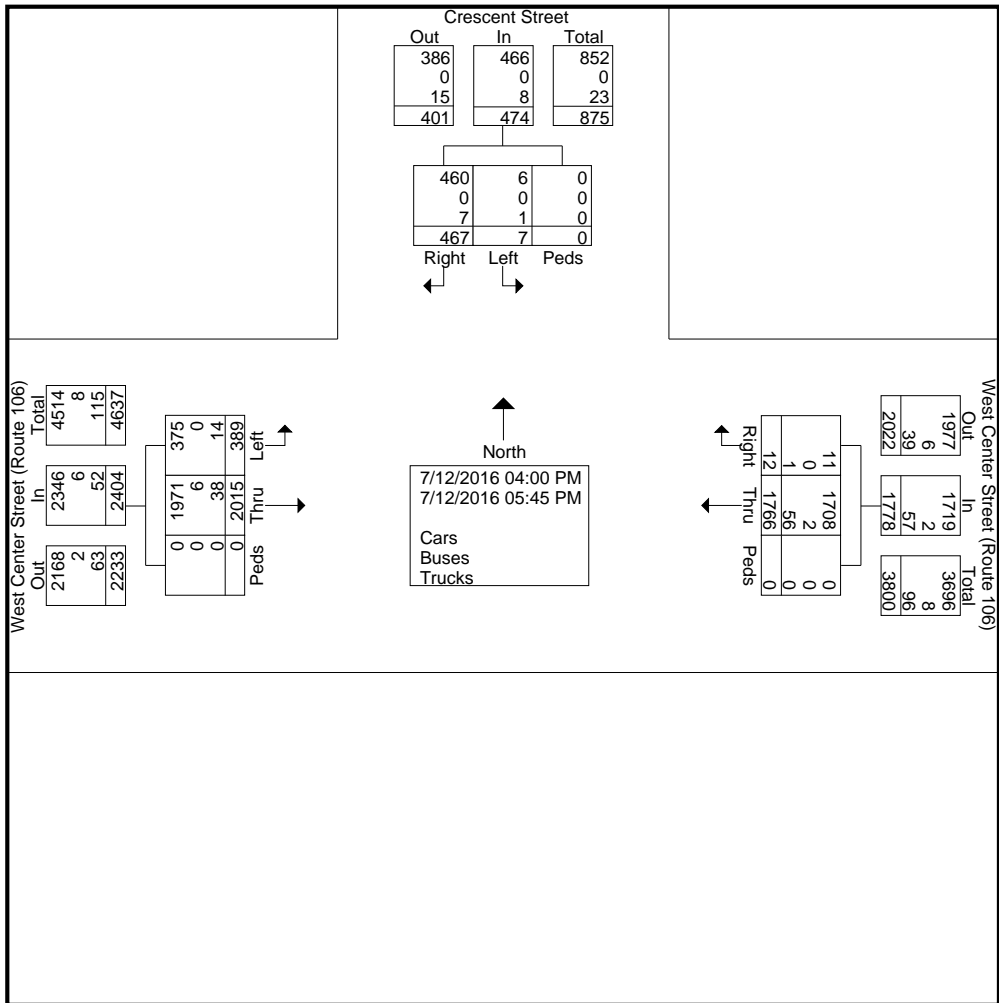 Crescent Street
Out In Total
386 466 852
0 0 0
15 8 23
401 474 875
460 6 0
0 0 0
7 1 0
467 7 0
Right Left Peds
West Center Street (Route 106)
Total
4514
8
115
4637
In
2346
6
52
2404
Out
2168
2
63
2233
375
0
14
389
Left
1971
6
38
2015
Thru
0
0
0
0
Peds
North
7/12/2016 04:00 PM
7/12/2016 05:45 PM
Cars
Buses
Trucks
Right
11
0
1
12
Thru
1708
2
56
1766
Peds
0
0
0
0
West Center Street (Route 106)
Out
1977
6
39
2022
In
1719
2
57
1778
Total
3696
8
96
3800